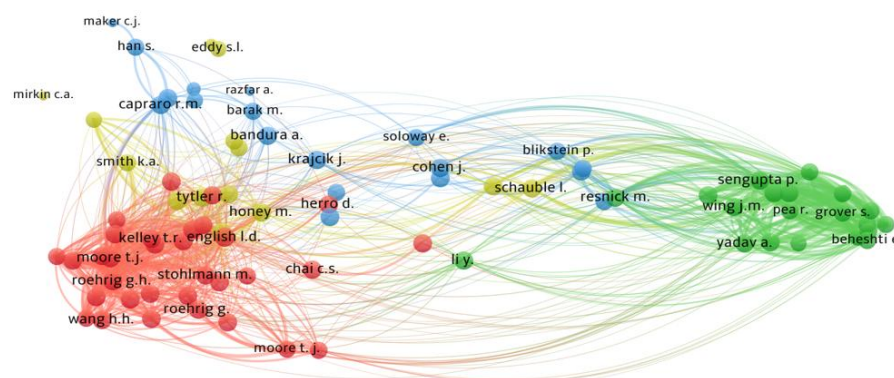 maker c.j.
han s.
eddy s.l.
mirkin c.a.
capraro r.m.
razfar a.
barak m.
bandura a.
soloway e.
krajcik j.
blikstein p.
smith k.a.
cohen j.
schauble l.
sengupta p.
tytler r.
resnick m.
herro d.
honey m.
wing j.m.
pea r.
grover s.
kelley t.r.
english l.d.
yadav a.
beheshti e
moore t.j.
li y.
chai c.s.
stohlmann m.
roehrig g.h.
roehrig g.
wang h.h.
moore t. j.